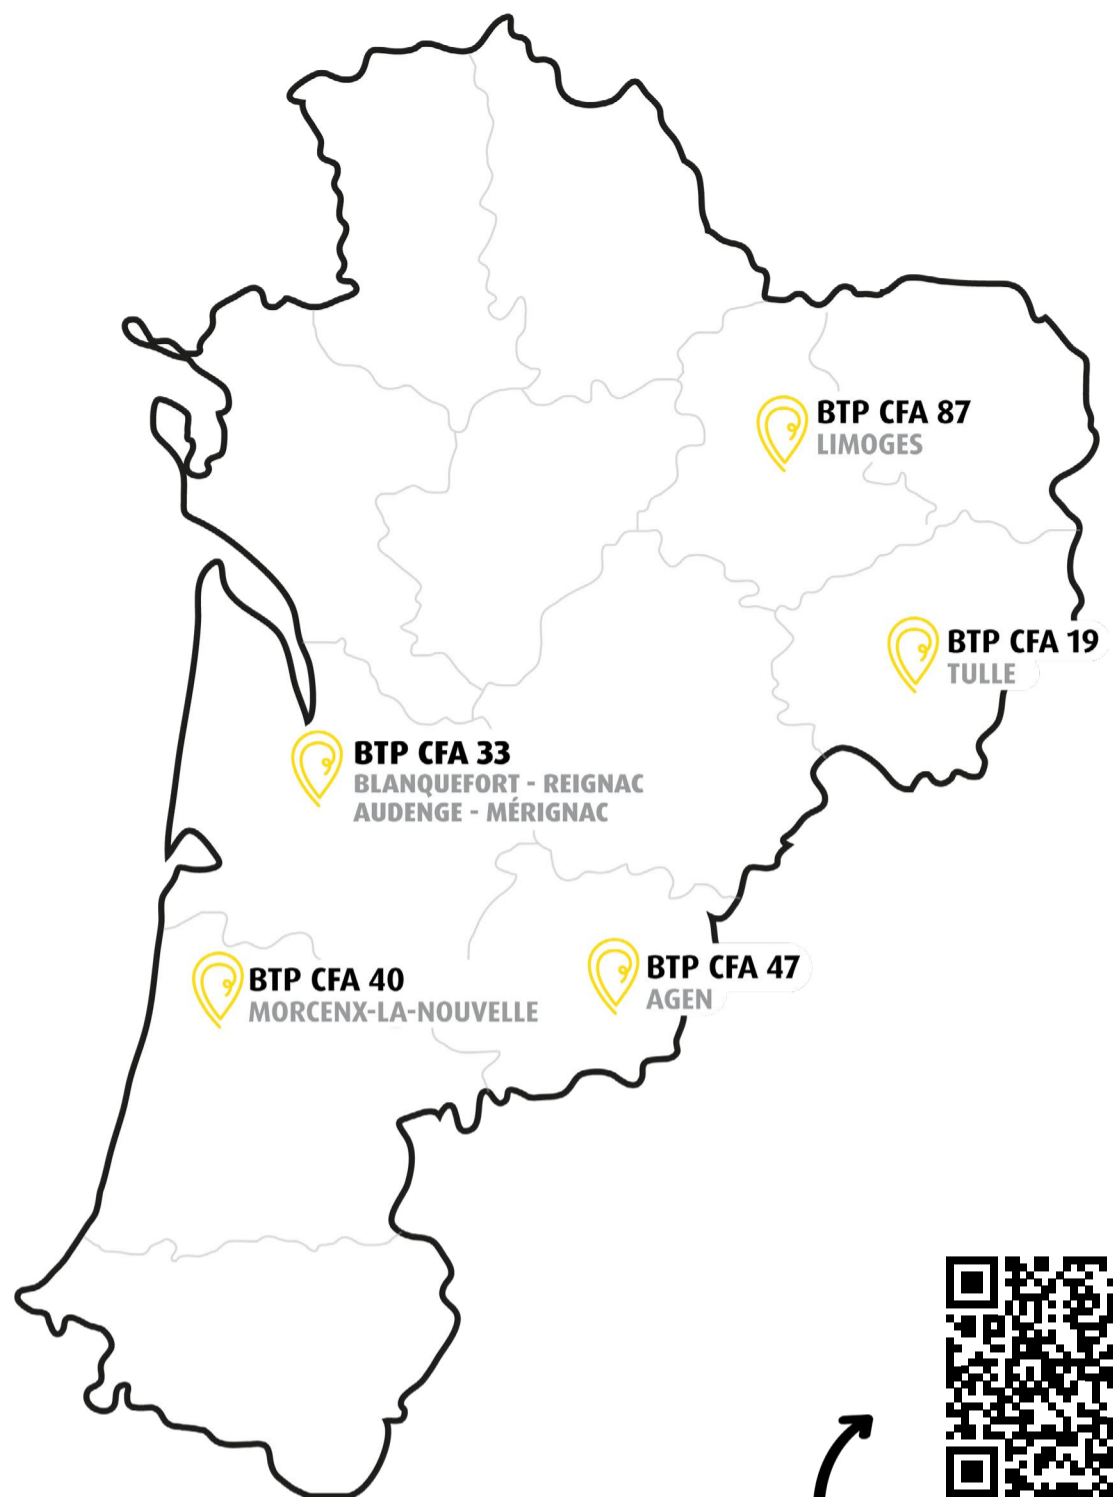 BTP CFA 87
LIMOGES
BTP CFA 19
TULLE
BTP CFA 33
BLANQUEFORT - REIGNAC
AUDENGE - MÉRIGNAC
BTP CFA 40
MORCENX-LA-NOUVELLE
BTP CFA 47
AGEN